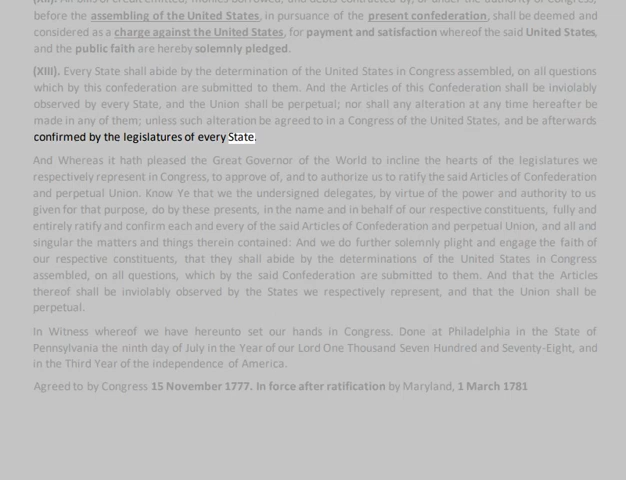 (XII). All bills of credit emitted, monies borrowed, and debts contracted by, or under the authority of Congress,
before the assembling of the United States, in pursuance of the present confederation, shall be deemed and
considered as a charge against the United States, for payment and satisfaction whereof the said United States,
and the public faith are hereby solemnly pledged.
(XIII). Every State shall abide by the determination of the United States in Congress assembled, on all questions
which by this confederation are submitted to them. And the Articles of this Confederation shall be inviolably
observed by every State, and the Union shall be perpetual; nor shall any alteration at any time hereafter be
made in any of them; unless such alteration be agreed to in a Congress of the United States, and be afterwards
confirmed by the legislatures of every State.
And Whereas it hath pleased the Great Governor of the World to incline the hearts of the legislatures we
respectively represent in Congress, to approve of, and to authorize us to ratify the said Articles of Confederation
and perpetual Union. Know Ye that we the undersigned delegates, by virtue of the power and authority to us
given for that purpose, do by these presents, in the name and in behalf of our respective constituents, fully and
entirely ratify and confirm each and every of the said Articles of Confederation and perpetual Union, and all and
singular the matters and things therein contained: And we do further solemnly plight and engage the faith of
our respective constituents, that they shall abide by the determinations of the United States in Congress
assembled, on all questions, which by the said Confederation are submitted to them. And that the Articles
thereof shall be inviolably observed by the States we respectively represent, and that the Union shall be
perpetual.
In Witness whereof we have hereunto set our hands in Congress. Done at Philadelphia in the State of
Pennsylvania the ninth day of July in the Year of our Lord One Thousand Seven Hundred and Seventy-Eight, and
in the Third Year of the independence of America.
Agreed to by Congress 15 November 1777. In force after ratification by Maryland, 1 March 1781